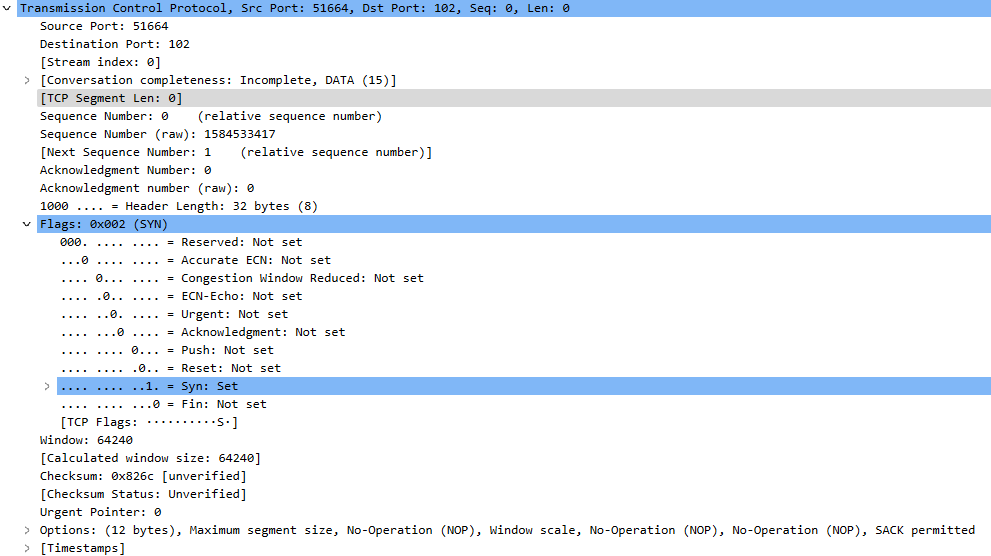 Transmission Control Protocol, Src Port: 51664, Dst Port: 102, Seq: 0, Len: 0
Source Port: 51664
Destination Port: 102
[Stream index: 0]
[Conversation completeness: Incomplete, DATA (15)]
[TCP Segment Len: 0]
Sequence Number: 0    (relative sequence number)
Sequence Number (raw): 1584533417
[Next Sequence Number: 1    (relative sequence number)]
Acknowledgment Number: 0
Acknowledgment number (raw): 0
1000 .... = Header Length: 32 bytes (8)
Flags: 0x002 (SYN)
000. .... .... = Reserved: Not set
...0 .... .... = Accurate ECN: Not set
.... 0... .... = Congestion Window Reduced: Not set
.... .0.. .... = ECN-Echo: Not set
.... ..0. .... = Urgent: Not set
.... ...0 .... = Acknowledgment: Not set
.... .... 0... = Push: Not set
.... .... .0.. = Reset: Not set
.... .... ..1. = Syn: Set
.... .... ...0 = Fin: Not set
[TCP Flags: ··········S·]
Window: 64240
[Calculated window size: 64240]
Checksum: 0x826c [unverified]
[Checksum Status: Unverified]
Urgent Pointer: 0
Options: (12 bytes), Maximum segment size, No-Operation (NOP), Window scale, No-Operation (NOP), No-Operation (NOP), SACK permitted
[Timestamps]